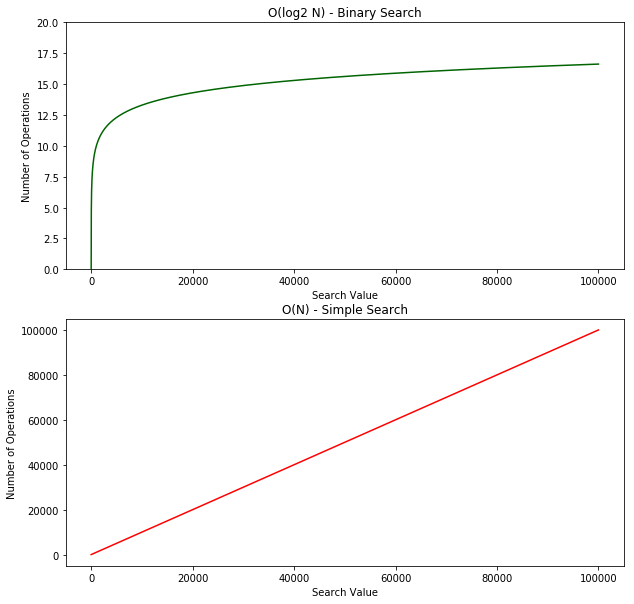 O(log2 N) - Binary Search
Number of Operations
20.0
17.5
15.0
12.5
10.0
7.5
5.0
2.5
0.0
0 20000 40000 60000 80000 100000
Search Value
O(N) - Simple Search
Number of Operations
100000
80000
60000
40000
20000
0
0 20000 40000 60000 80000 100000
Search Value